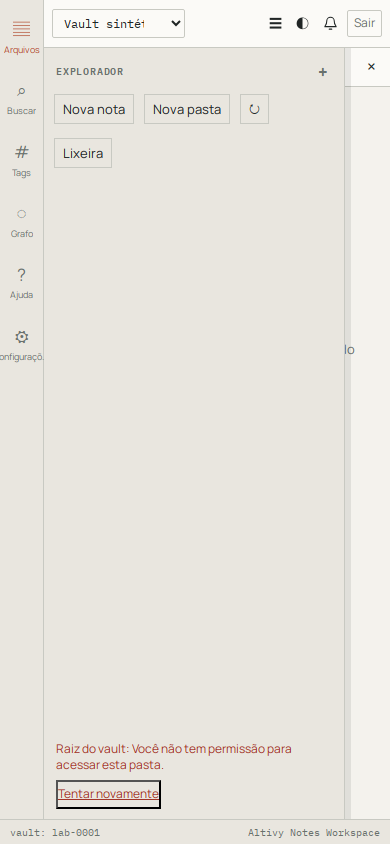 Vault sintét
Sair
Arquivos
Buscar
Tags
Grafo
Ajuda
onfiguraçõ
EXPLORADOR
Nova nota
Nova pasta
Lixeira
lo
Raiz do vault: Você não tem permissão para
acessar esta pasta.
Tentar novamente
vault: lab-0001
Altivy Notes Workspace